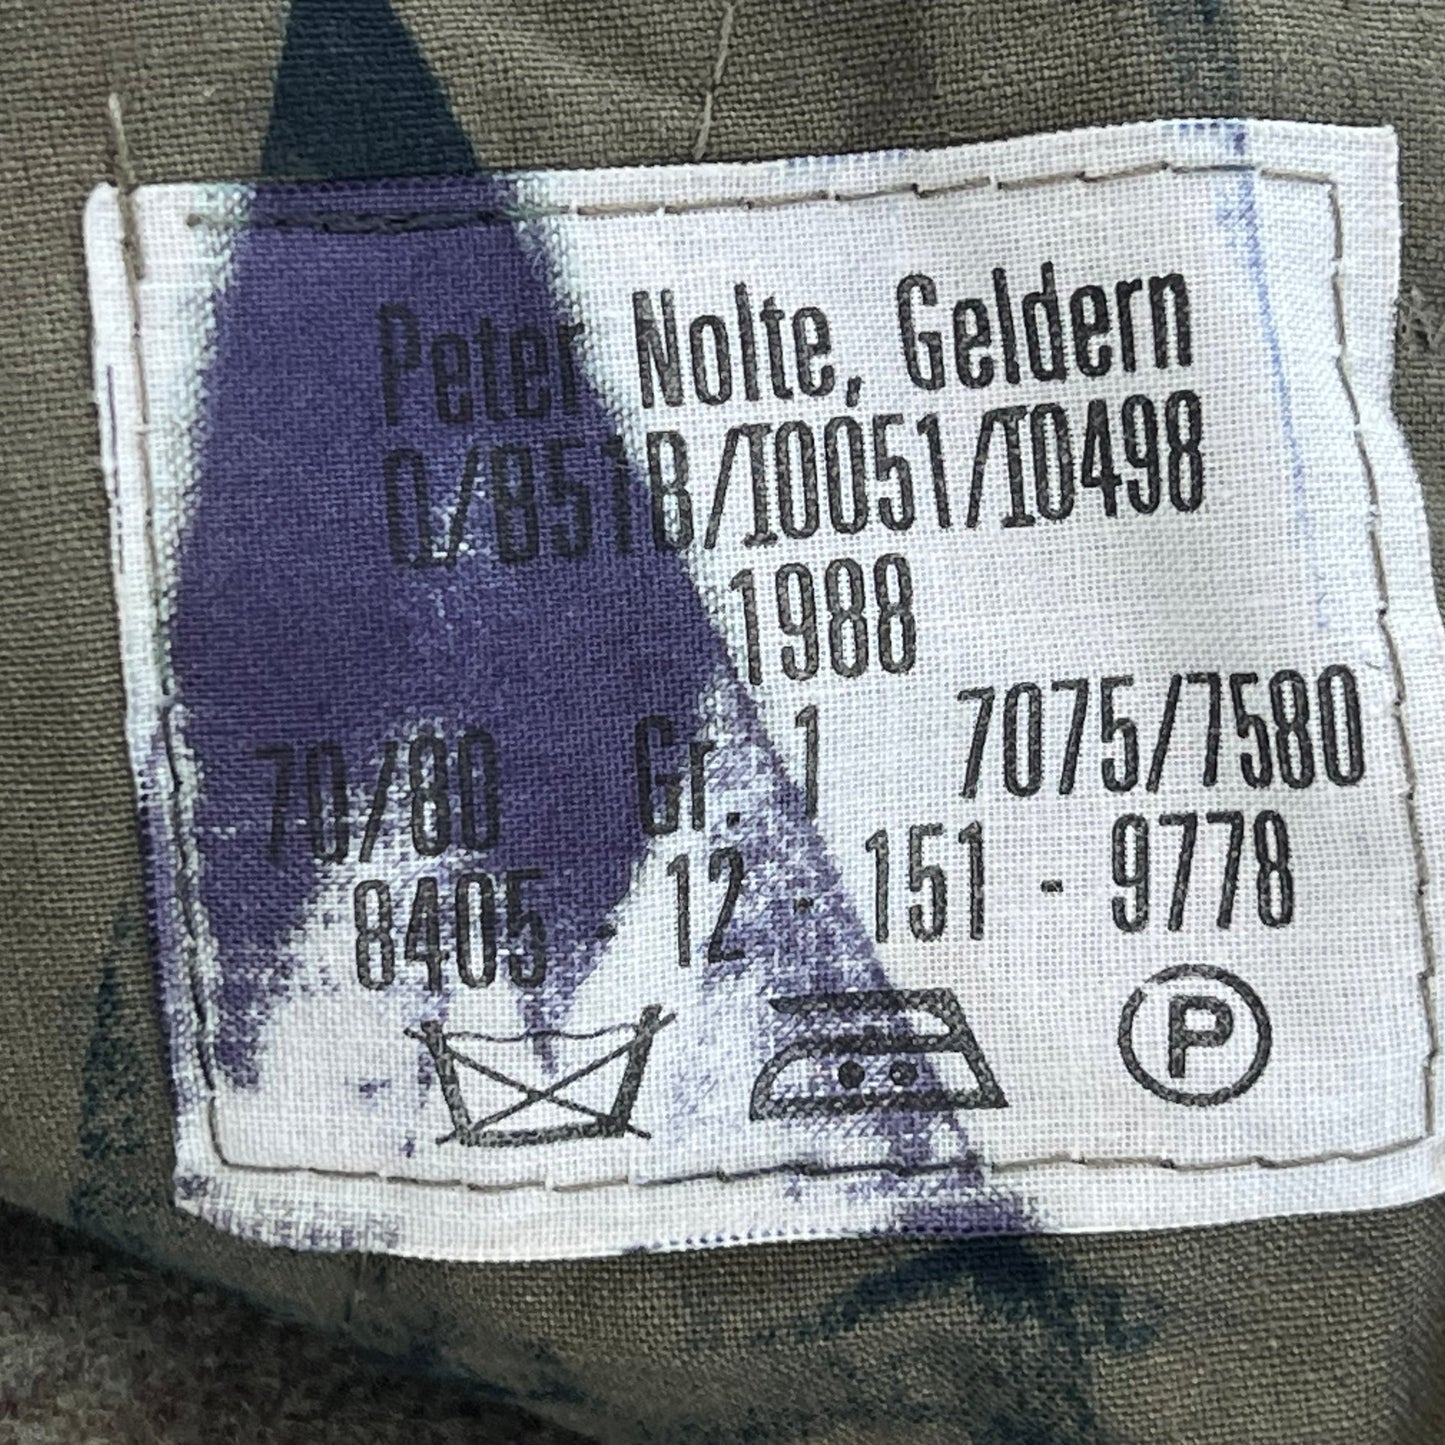 Peter Nolte, Geldern
Q/851B/I0051/I0498
1988
70/80 Gr. 1 7075/7580
8405 - 12 - 151 - 9778
P